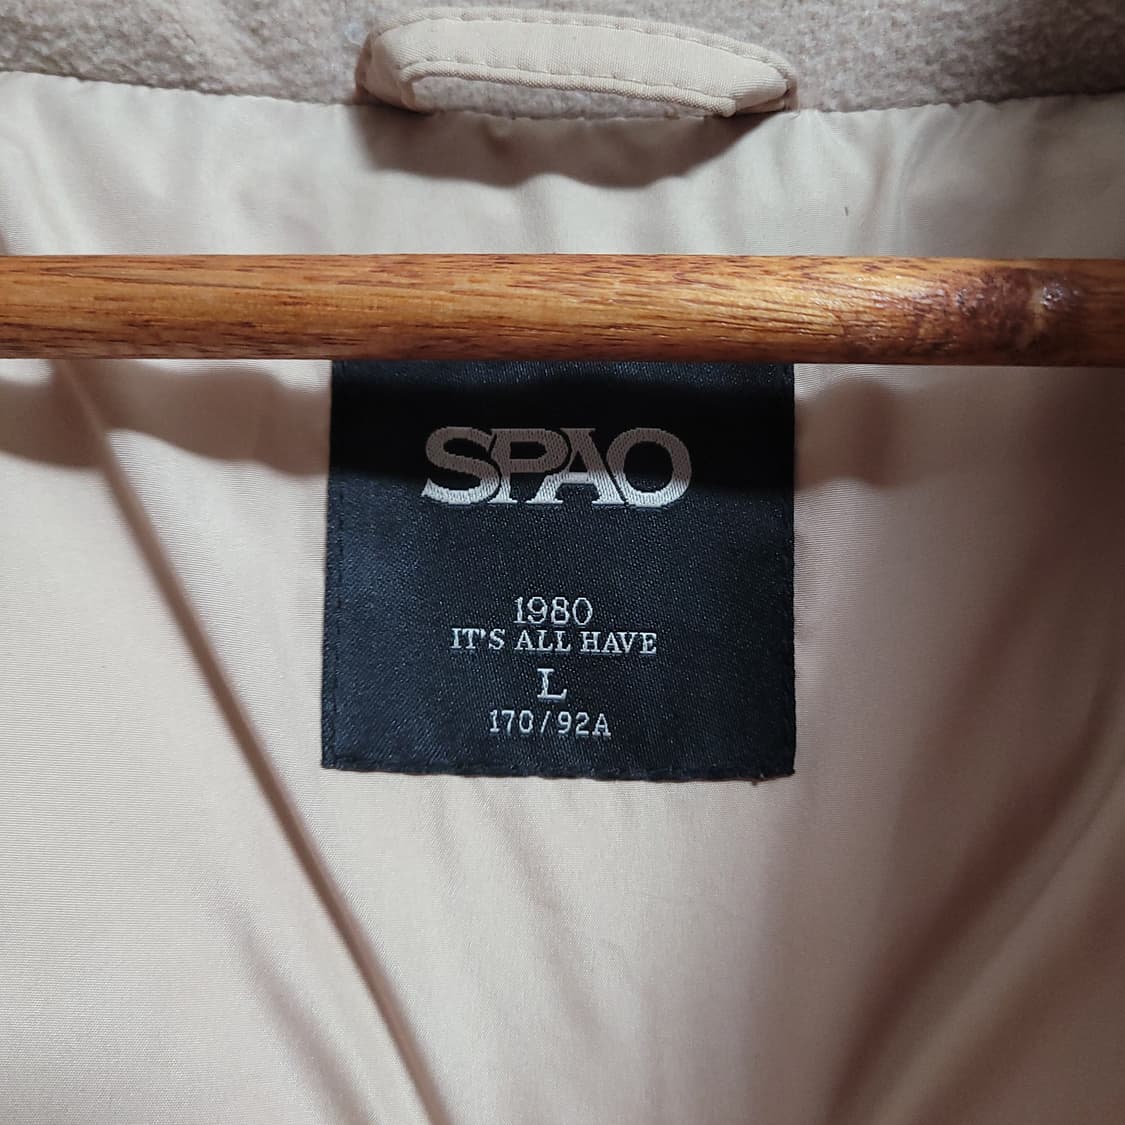 SPAO
1980
IT'S ALL HAVE
L
170/92A